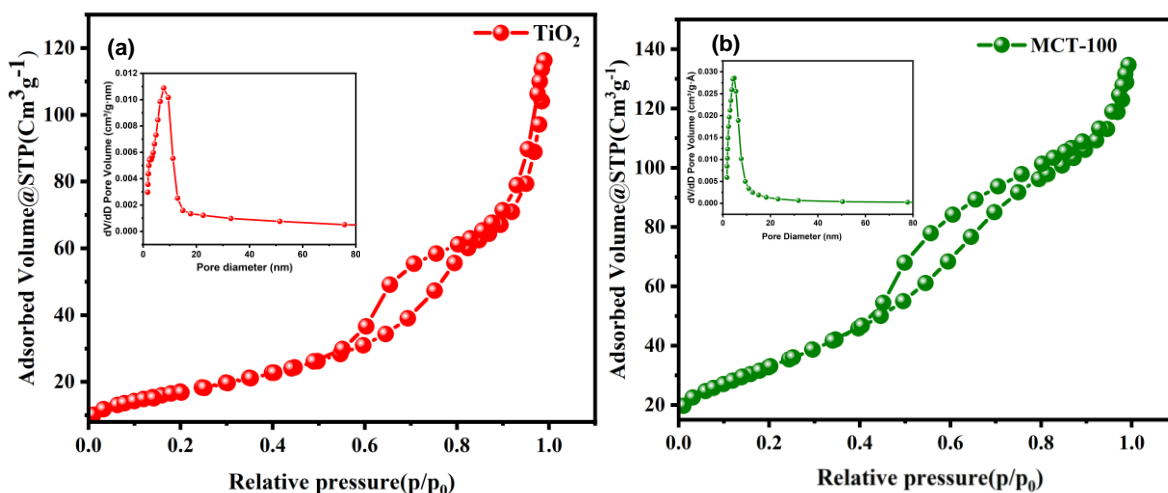 (a)
TiO₂
Adsorbed Volume@STP(Cm³g⁻¹)
120
100
80
60
40
20
0.0 0.2 0.4 0.6 0.8 1.0
Relative pressure(p/p₀)
dV/dD Pore Volume (cm³/g·nm)
0.012
0.010
0.008
0.006
0.004
0.002
0.000
0 20 40 60 80
Pore diameter (nm)
(b)
MCT-100
Adsorbed Volume@STP(Cm³g⁻¹)
140
120
100
80
60
40
20
0.0 0.2 0.4 0.6 0.8 1.0
Relative pressure(p/p₀)
dV/dD Pore Volume (cm³/g·Å)
0.030
0.025
0.020
0.015
0.010
0.005
0.000
0 20 40 60 80
Pore Diameter (nm)